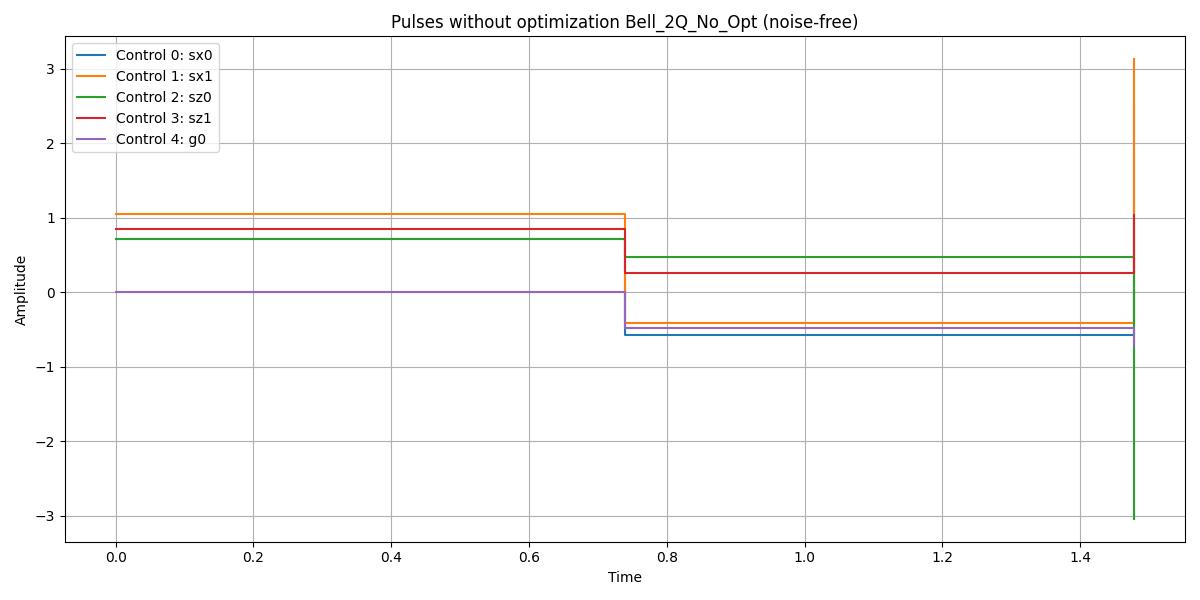 Pulses without optimization Bell_2Q_No_Opt (noise-free)
Control 0: sx0
Control 1: sx1
Control 2: sz0
Control 3: sz1
Control 4: g0
3
2
1
0
−1
−2
−3
Amplitude
0.0 0.2 0.4 0.6 0.8 1.0 1.2 1.4
Time